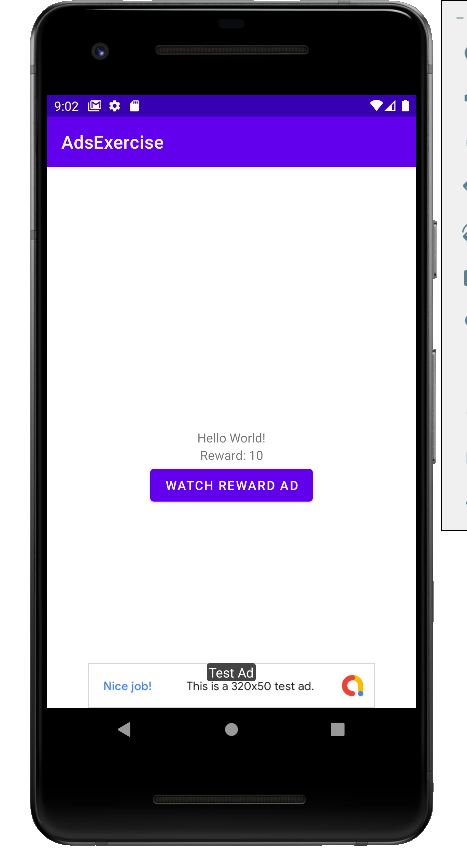 9:02
AdsExercise
Hello World!
Reward: 10
WATCH REWARD AD
Test Ad
Nice job! This is a 320x50 test ad.